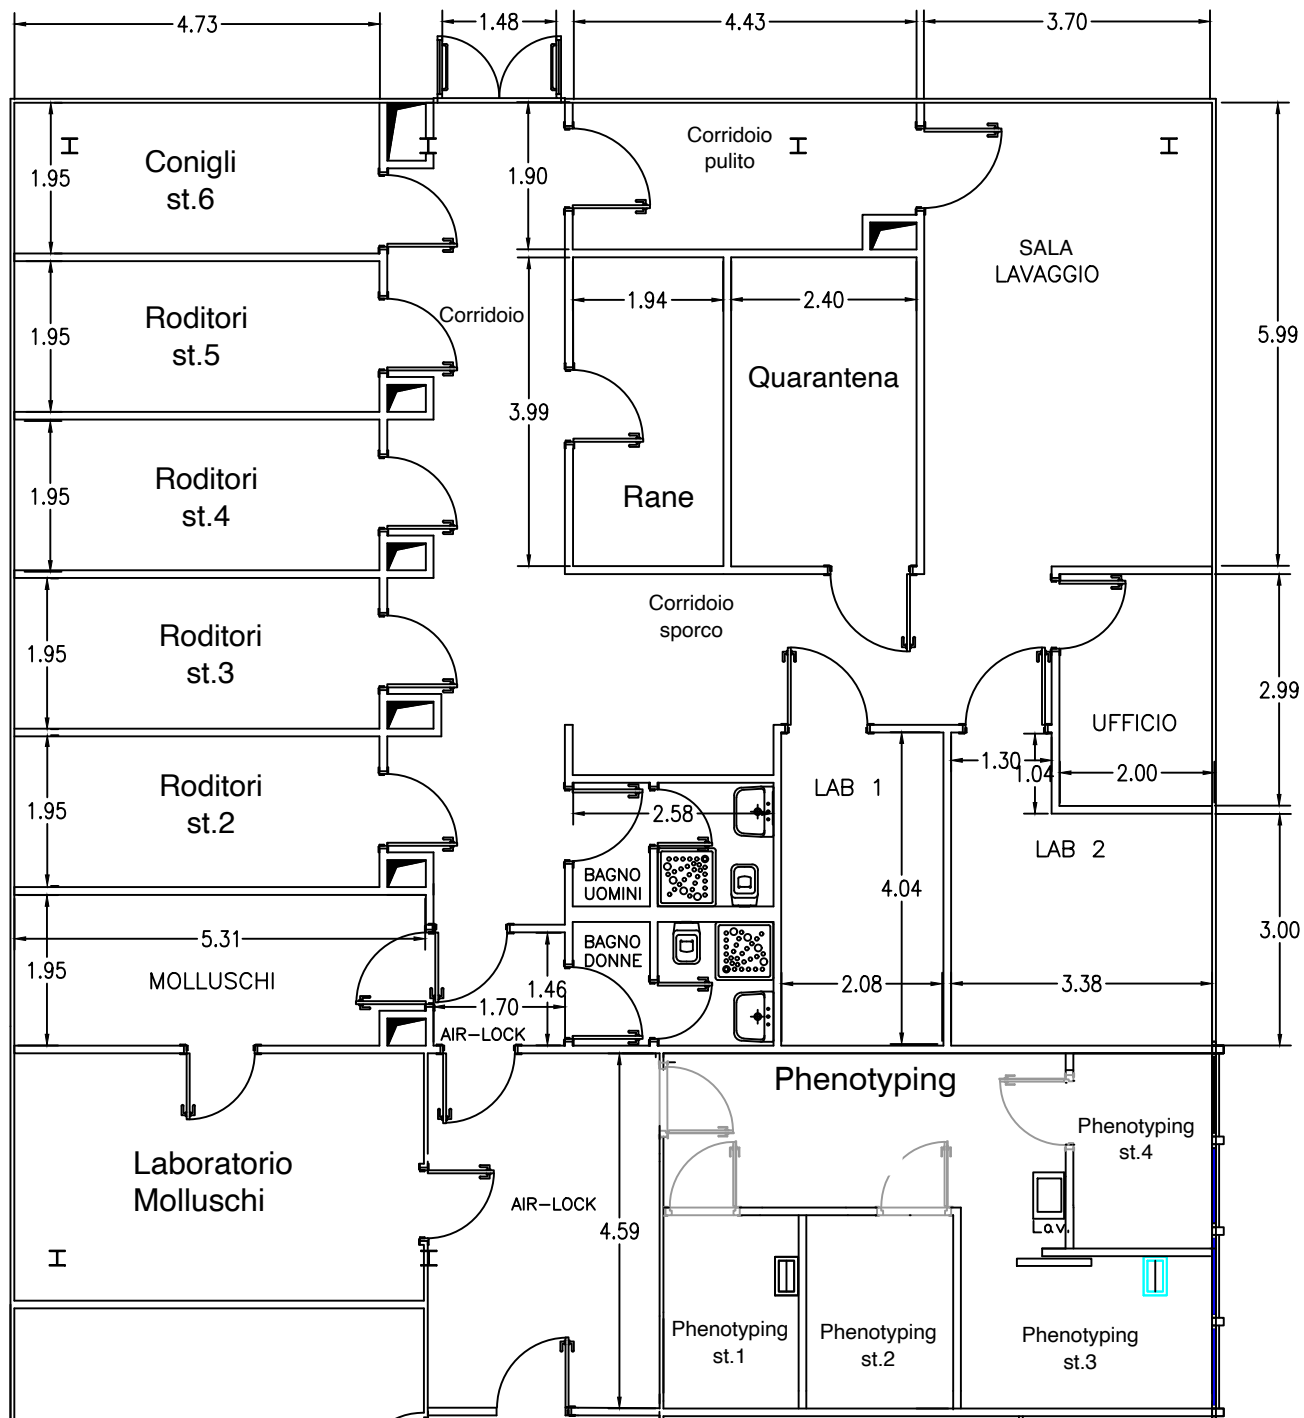 4.73
1.48
4.43
3.70
Conigli
st.6
1.95
1.90
Corridoio
pulito
SALA
LAVAGGIO
Roditori
st.5
1.95
Corridoio
1.94
2.40
5.99
Quarantena
3.99
Roditori
st.4
1.95
Rane
Roditori
st.3
1.95
Corridoio
sporco
2.99
UFFICIO
1.30
1.04
2.00
Roditori
st.2
1.95
2.58
LAB 1
LAB 2
BAGNO
UOMINI
4.04
5.31
1.95
MOLLUSCHI
BAGNO
DONNE
3.00
1.46
1.70
AIR-LOCK
2.08
3.38
Phenotyping
Phenotyping
st.4
Laboratorio
Molluschi
AIR-LOCK
4.59
Lav.
Phenotyping
st.1
Phenotyping
st.2
Phenotyping
st.3